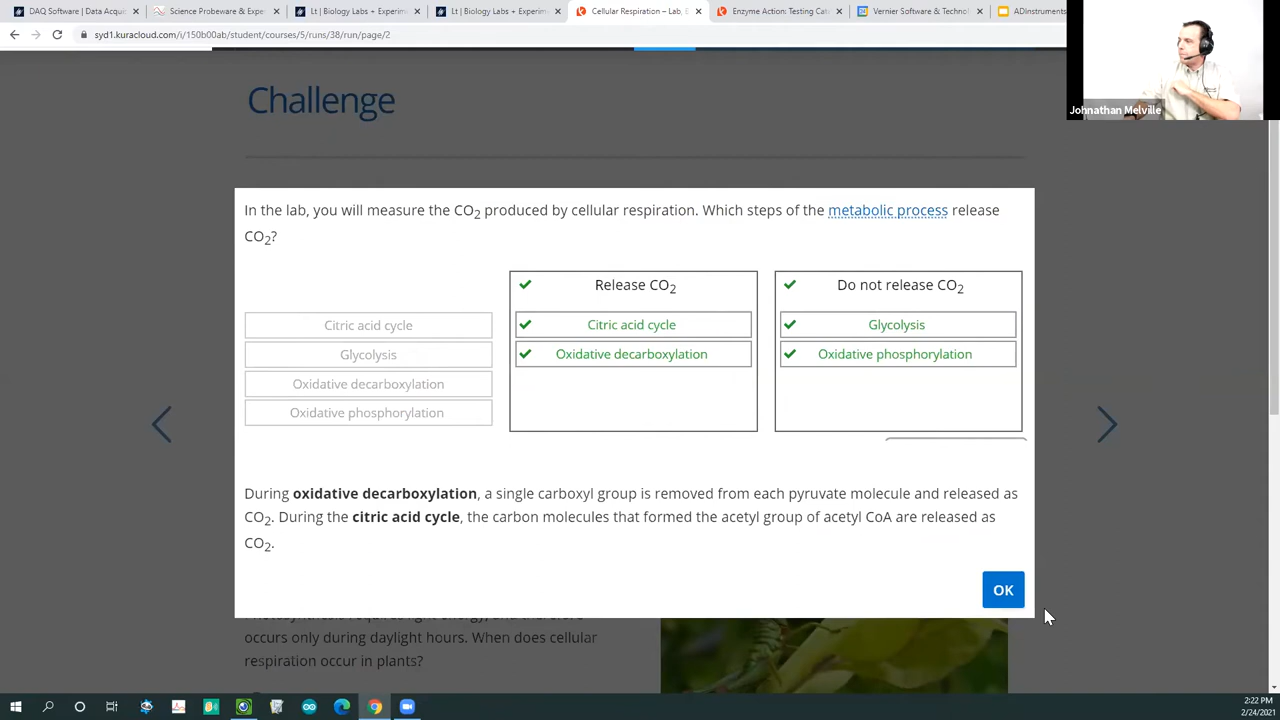 DAQ Software | Data Acqui
Science Probeware & Exper
Lt | Biology Labs + Experime
Lt | Biology Labs + Experime
Cellular Respiration – Lab, E
Enzyme Action: Testing Cata
Vernier Software & Technol
ADInstruments
syd1.kuracloud.com/i/150b00ab/student/courses/5/runs/38/run/page/2
Johnathan Melville
Challenge
In the lab, you will measure the CO2 produced by cellular respiration. Which steps of the metabolic process release
CO2?
Release CO2
Do not release CO2
Citric acid cycle
Glycolysis
Oxidative decarboxylation
Oxidative phosphorylation
Citric acid cycle
Oxidative decarboxylation
Glycolysis
Oxidative phosphorylation
During oxidative decarboxylation, a single carboxyl group is removed from each pyruvate molecule and released as
CO2. During the citric acid cycle, the carbon molecules that formed the acetyl group of acetyl CoA are released as
CO2.
OK
occurs only during daylight hours. When does cellular
respiration occur in plants?
2:22 PM
2/24/2021